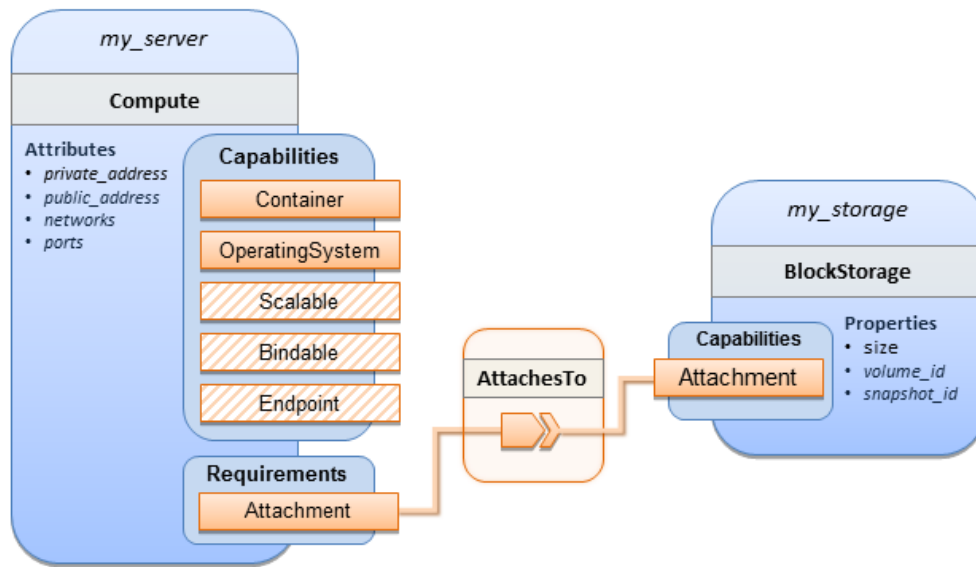 my_server
Compute
Attributes
• private_address
• public_address
• networks
• ports
Capabilities
Container
OperatingSystem
Scalable
Bindable
Endpoint
Requirements
Attachment
AttachesTo
my_storage
BlockStorage
Capabilities
Attachment
Properties
• size
• volume_id
• snapshot_id